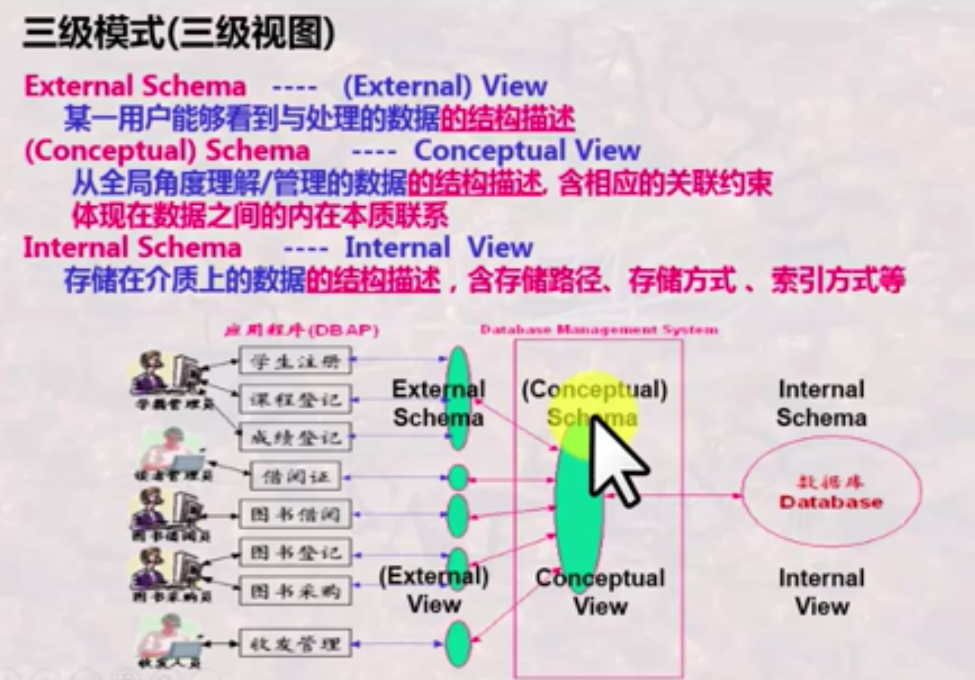 三级模式(三级视图)
External Schema ---- (External) View
某一用户能够看到与处理的数据的结构描述
(Conceptual) Schema ---- Conceptual View
从全局角度理解/管理的数据的结构描述, 含相应的关联约束
体现在数据之间的内在本质联系
Internal Schema ---- Internal View
存储在介质上的数据的结构描述，含存储路径、存储方式 、索引方式等
应用程序(DBAP)
Database Management System
学生注册
课程登记
成绩登记
借阅证
图书借阅
图书登记
图书采购
收发管理
学籍管理员
图书借阅员
图书采购员
收发人员
External
Schema
(External)
View
(Conceptual)
Schema
Conceptual
View
Internal
Schema
数据库
Database
Internal
View